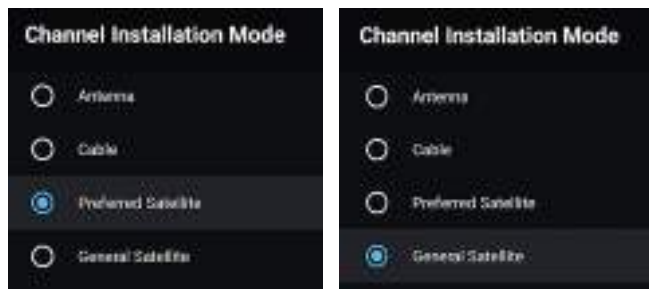 Channel Installation Mode
Antenna
Cable
Preferred Satellite
General Satellite
Channel Installation Mode
Antenna
Cable
Preferred Satellite
General Satellite